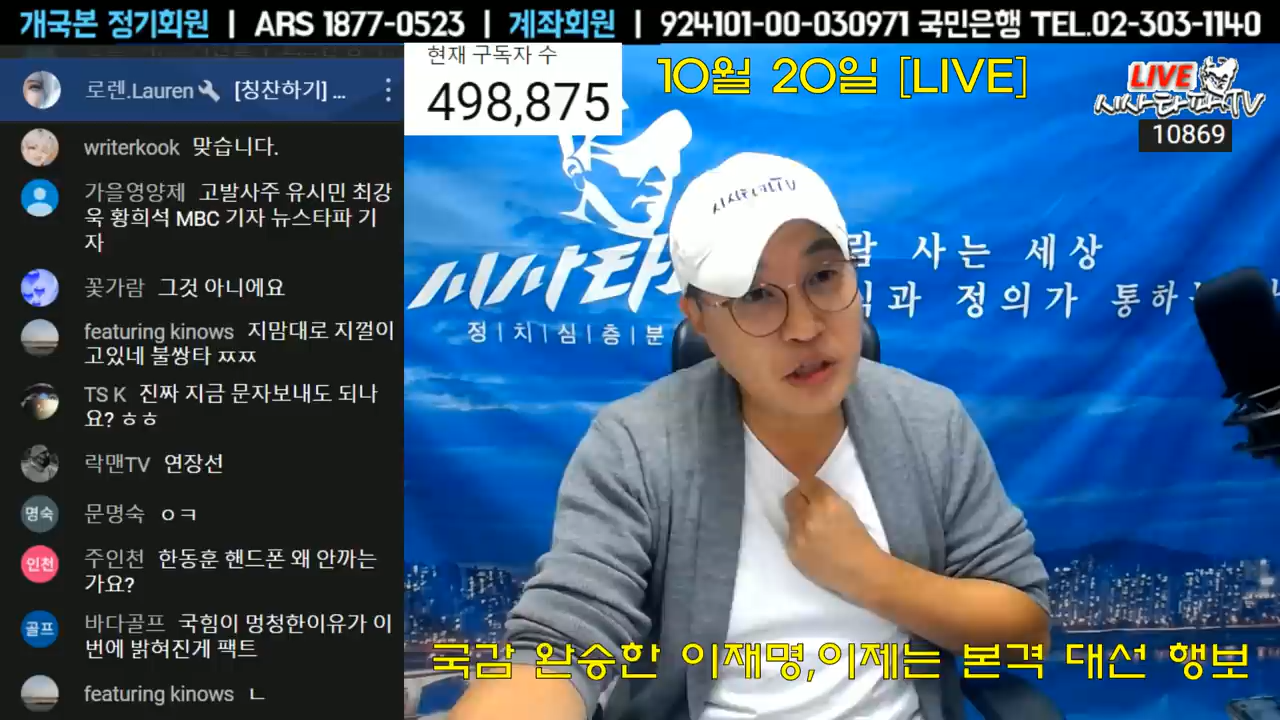 개국본 정기회원 | ARS 1877-0523 | 계좌회원 | 924101-00-030971 국민은행 TEL.02-303-1140
로렌.Lauren [칭찬하기] ...
writerkook 맞습니다.
가을영양제 고발사주 유시민 최강
욱 황희석 MBC 기자 뉴스타파 기
자
꽃가람 그것 아니에요
featuring kinows 지맘대로 지껄이
고있네 불쌍타 ㅉㅉ
TS K 진짜 지금 문자보내도 되나
요? ㅎㅎ
락맨TV 연장선
명숙 문명숙 ㅇㅋ
인천 주인천 한동훈 핸드폰 왜 안까는
가요?
골프 바다골프 국힘이 멍청한이유가 이
번에 밝혀진게 팩트
featuring kinows ㄴ
현재 구독자 수
498,875
10월 20일 [LIVE]
LIVE
시사타파TV
10869
시사타파TV
시사타
정|치|심|층|분
람 사는 세상
과 정의가 통하
국감 완승한 이재명,이제는 본격 대선 행보